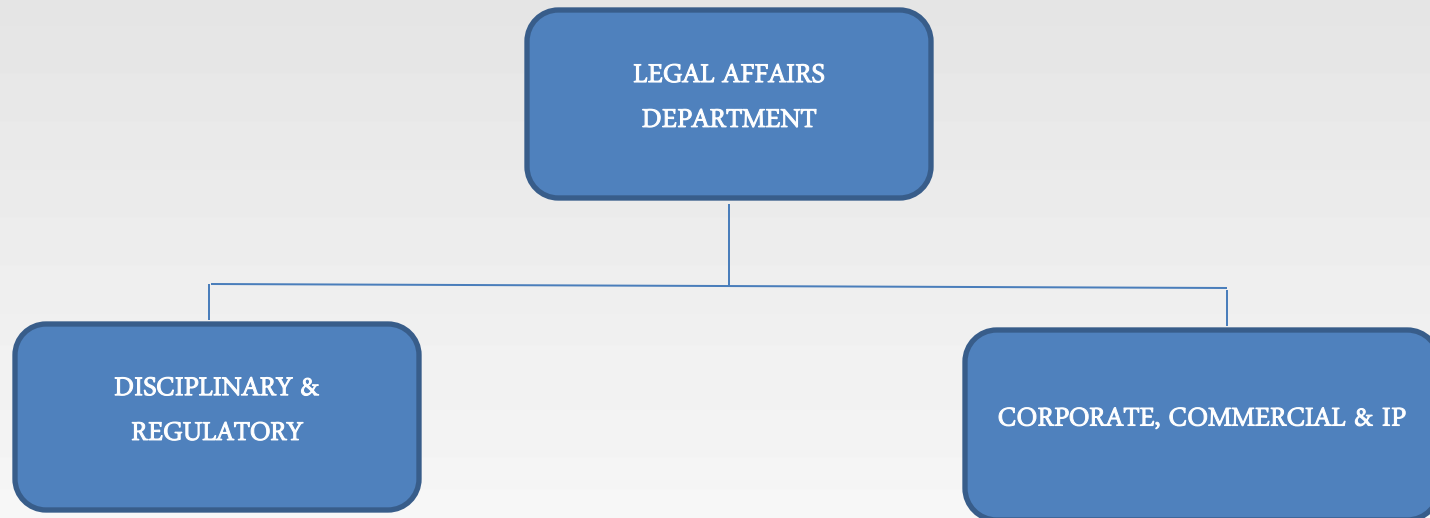 LEGAL AFFAIRS
DEPARTMENT
DISCIPLINARY &
REGULATORY
CORPORATE, COMMERCIAL & IP